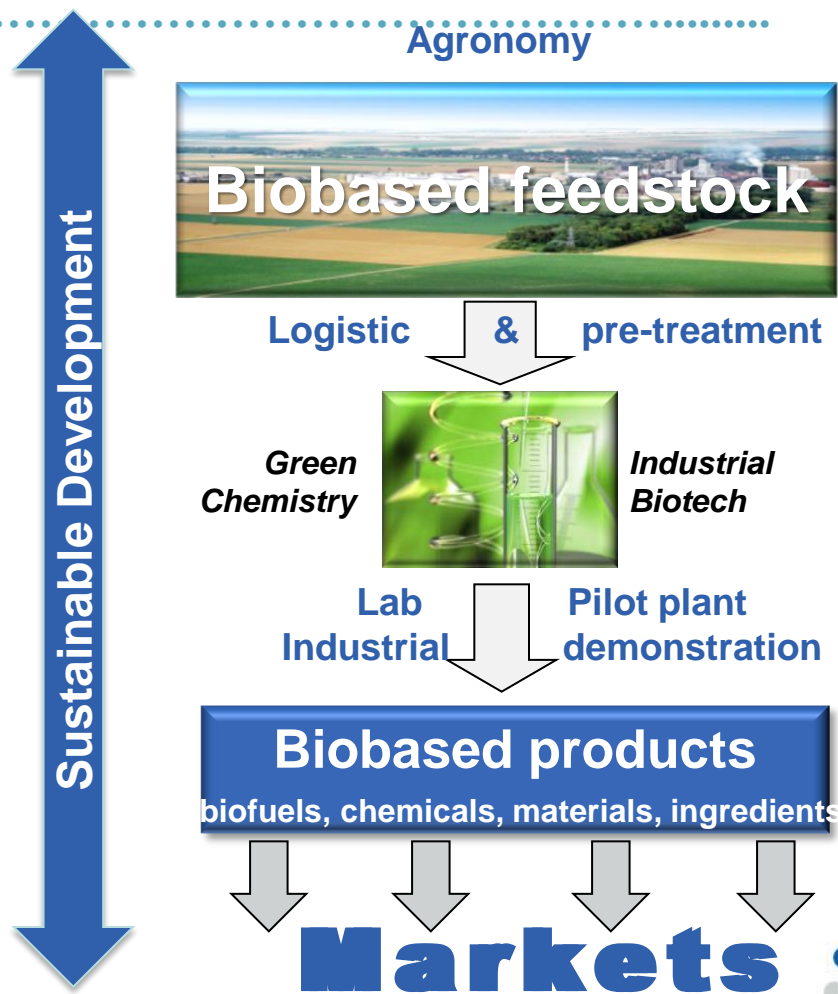 Agronomy
Biobased feedstock
Logistic & pre-treatment
Green
Chemistry
Industrial
Biotech
Lab
Industrial
Pilot plant
demonstration
Biobased products
biofuels, chemicals, materials, ingredients
Markets
Sustainable Development